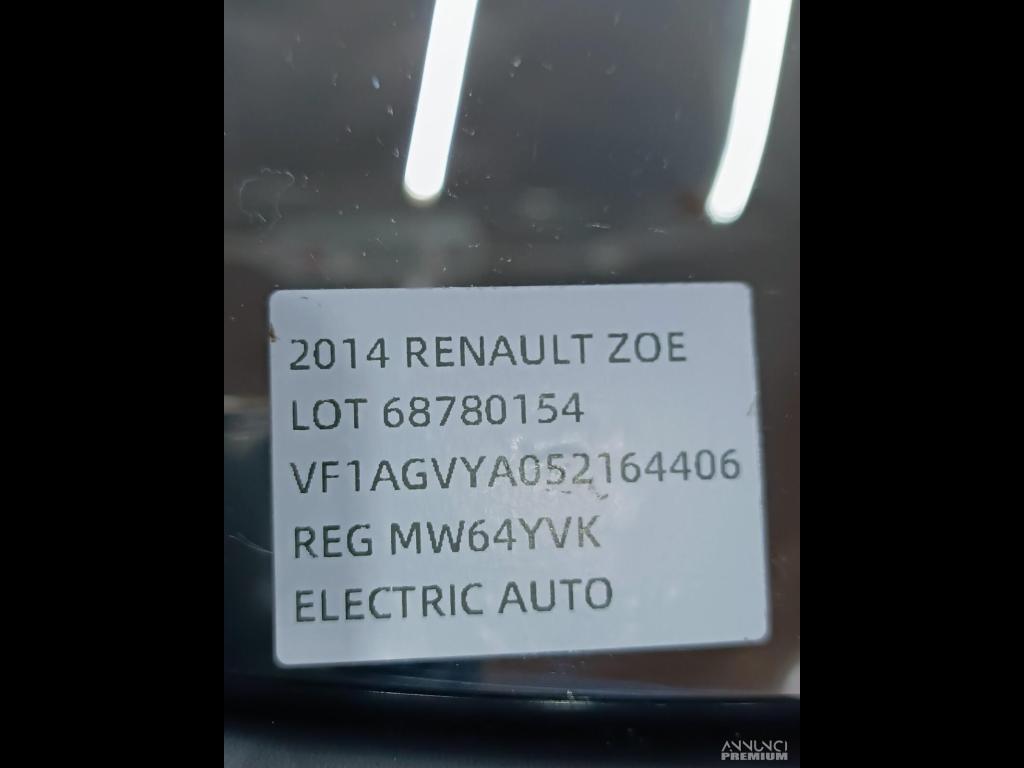 2014 RENAULT ZOE
LOT 68780154
VF1AGVYA052164406
REG MW64YVK
ELECTRIC AUTO
ANNUNCI
PREMIUM